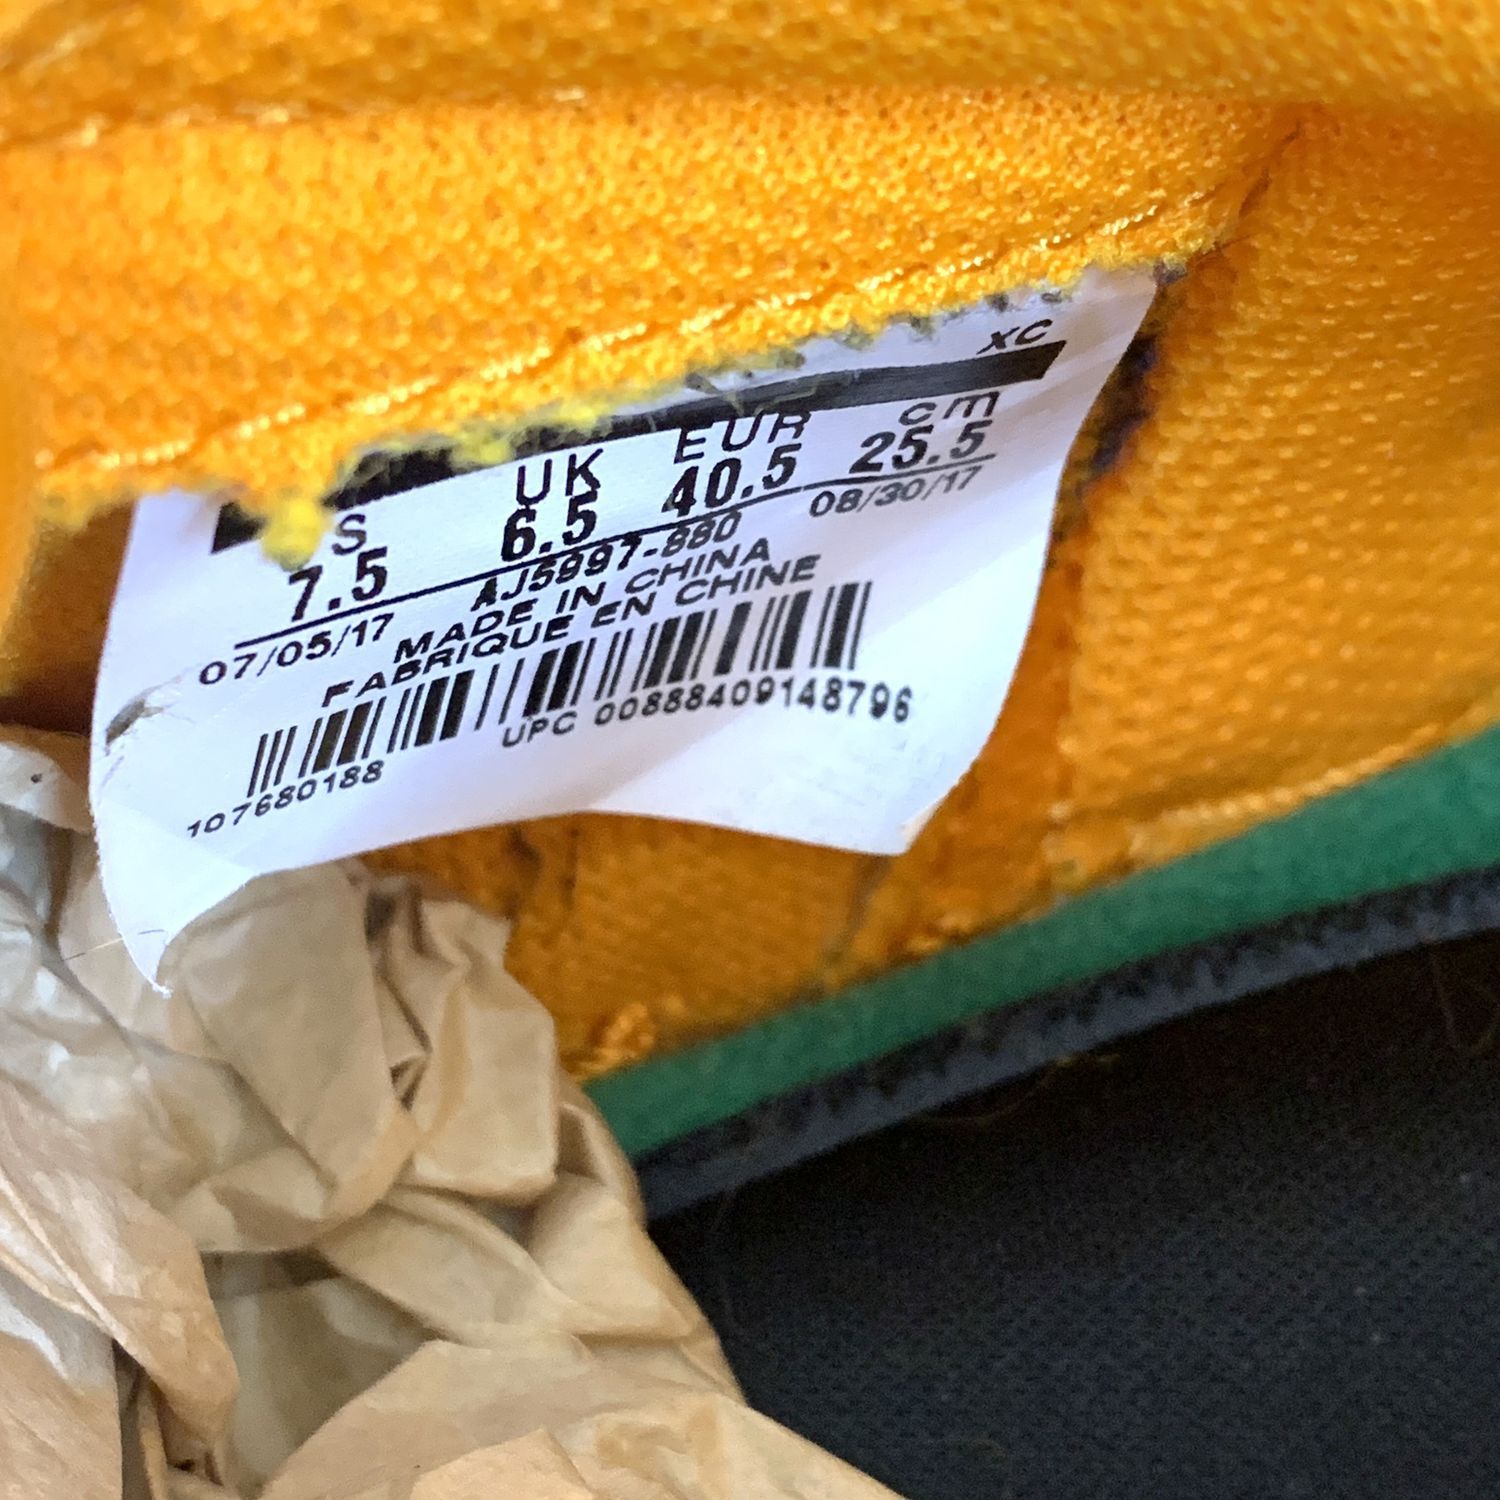 XC
S UK EUR cm
7.5 6.5 40.5 25.5
07/05/17 AJ5997-880 08/30/17
MADE IN CHINA
FABRIQUE EN CHINE
UPC 00888409148796
107680188